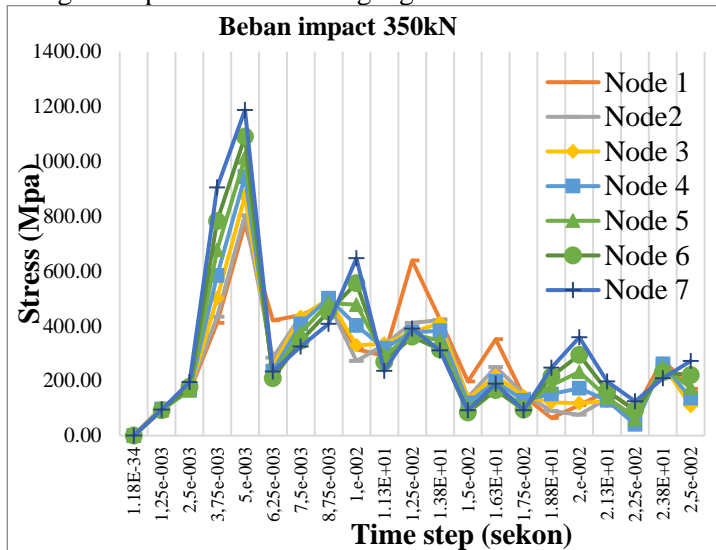 Beban impact 350kN
1400.00
1200.00
1000.00
800.00
600.00
400.00
200.00
0.00
Stress (Mpa)
Node 1
Node2
Node 3
Node 4
Node 5
Node 6
Node 7
1.18E-34
1,25e-003
2,5e-003
3,75e-003
5,e-003
6,25e-003
7,5e-003
8,75e-003
1,e-002
1.13E+01
1,25e-002
1.38E+01
1,5e-002
1.63E+01
1,75e-002
1.88E+01
2,e-002
2.13E+01
2,25e-002
2.38E+01
2,5e-002
Time step (sekon)